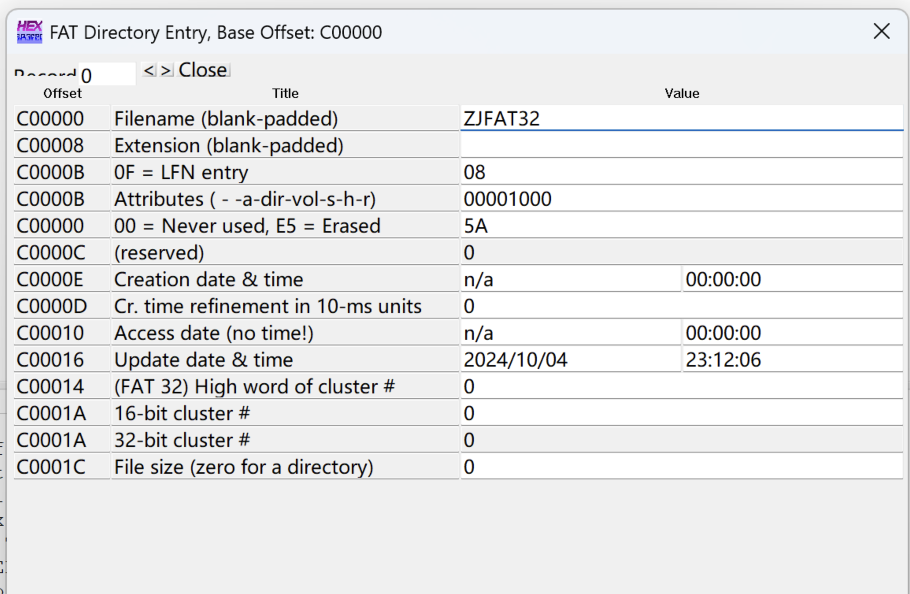 FAT Directory Entry, Base Offset: C00000
Record 0 < > Close
Offset Title Value
C00000 Filename (blank-padded) ZJFAT32
C00008 Extension (blank-padded)
C0000B 0F = LFN entry 08
C0000B Attributes ( - -a-dir-vol-s-h-r) 00001000
C00000 00 = Never used, E5 = Erased 5A
C0000C (reserved) 0
C0000E Creation date & time n/a 00:00:00
C0000D Cr. time refinement in 10-ms units 0
C00010 Access date (no time!) n/a 00:00:00
C00016 Update date & time 2024/10/04 23:12:06
C00014 (FAT 32) High word of cluster # 0
C0001A 16-bit cluster # 0
C0001A 32-bit cluster # 0
C0001C File size (zero for a directory) 0